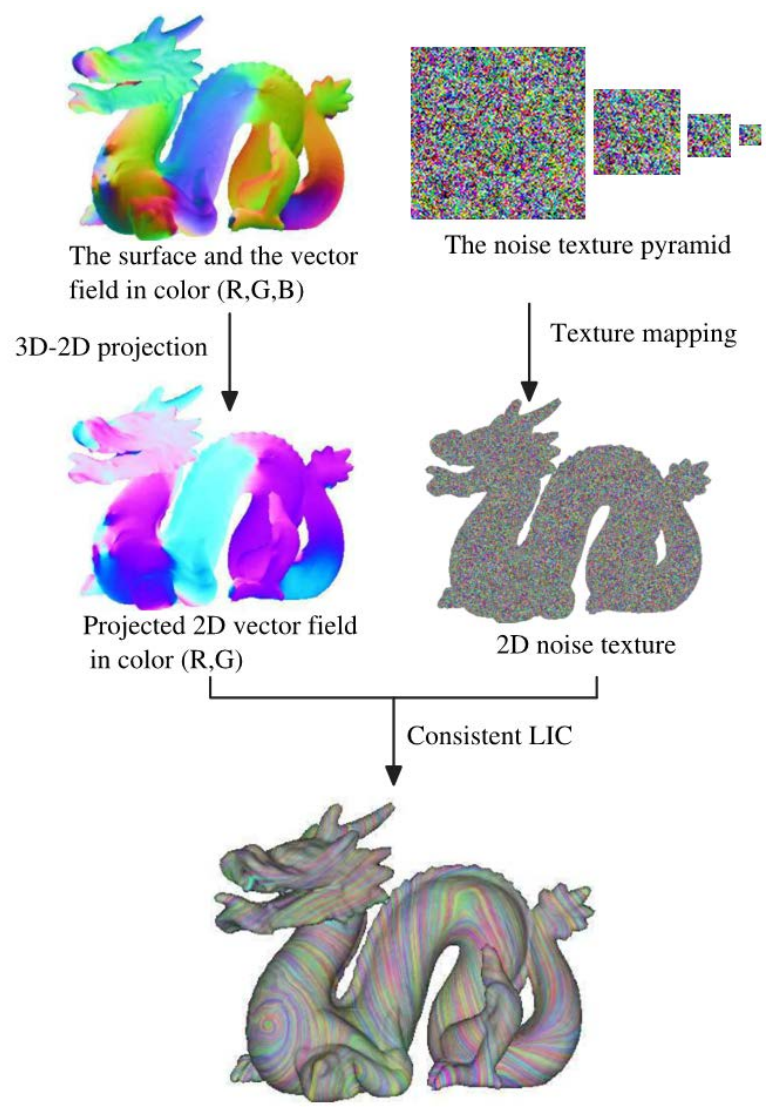 The surface and the vector
field in color (R,G,B)
The noise texture pyramid
3D-2D projection
Texture mapping
Projected 2D vector field
in color (R,G)
2D noise texture
Consistent LIC